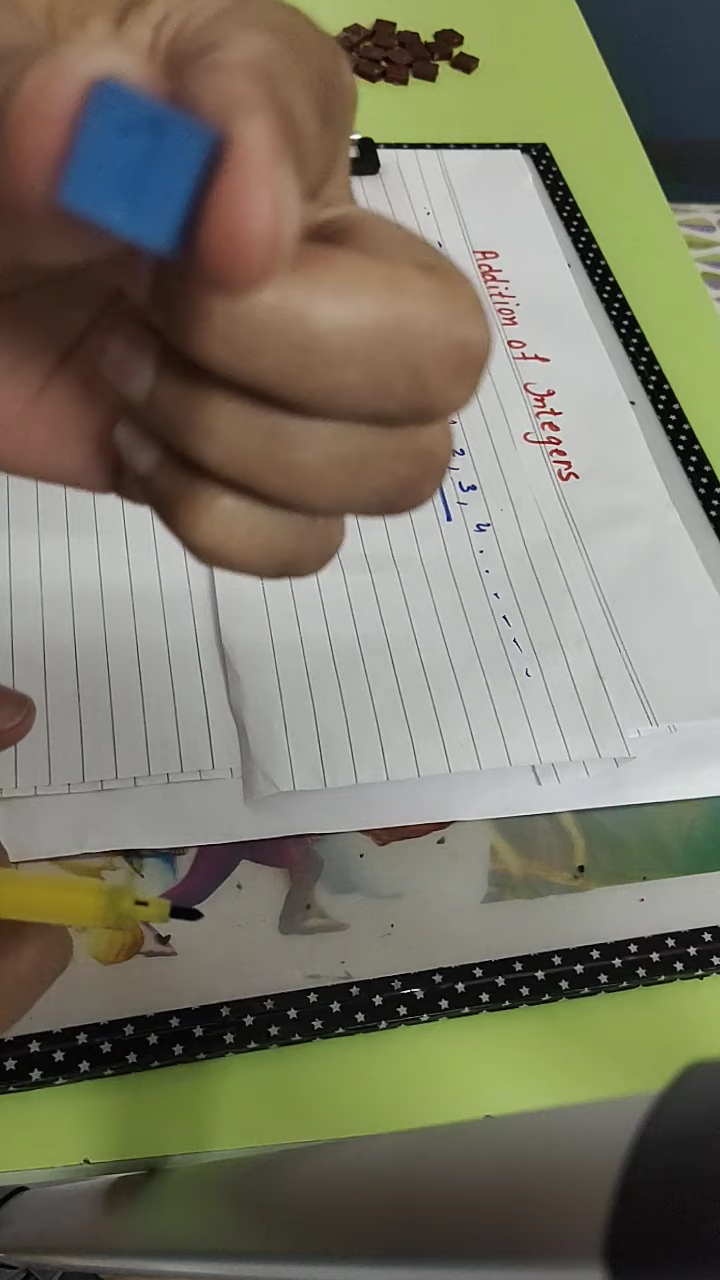 Addition of Integers
2, 3, 4 . . . . . .